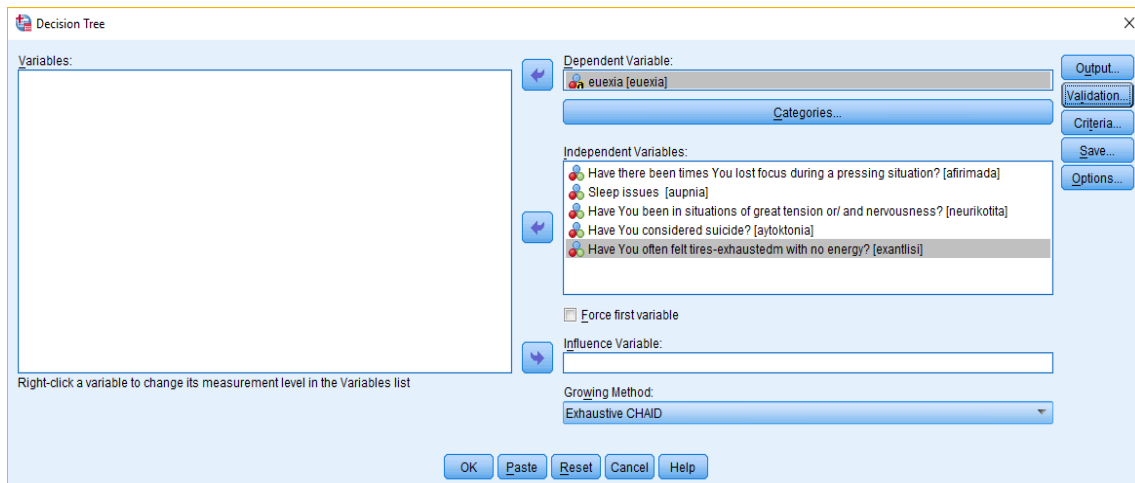 Decision Tree
Variables:
Dependent Variable:
euexia [euexia]
Categories...
Independent Variables:
Have there been times You lost focus during a pressing situation? [afirimada]
Sleep issues [aupnia]
Have You been in situations of great tension or/ and nervousness? [neurikotita]
Have You considered suicide? [aytoktonia]
Have You often felt tires-exhaustedm with no energy? [exantlisi]
Force first variable
Influence Variable:
Right-click a variable to change its measurement level in the Variables list
Growing Method:
Exhaustive CHAID
Output...
Validation...
Criteria...
Save...
Options...
OK Paste Reset Cancel Help